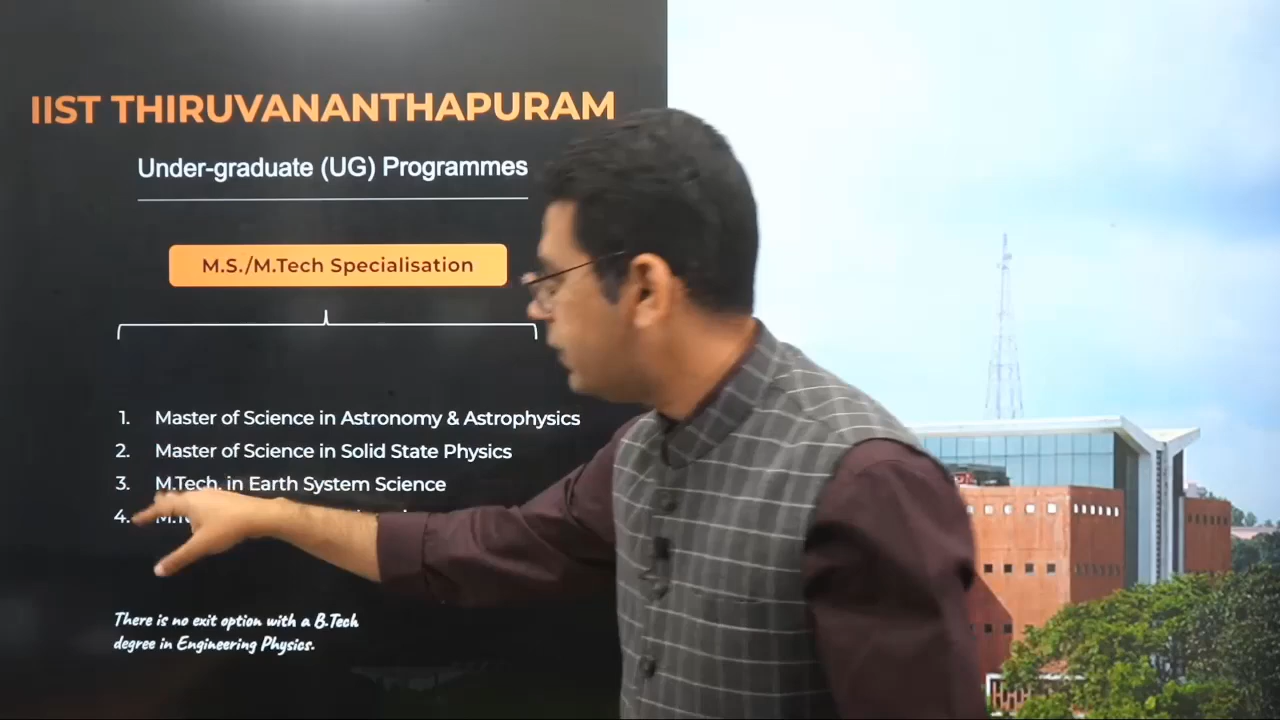 IIST THIRUVANANTHAPURAM
Under-graduate (UG) Programmes
M.S./M.Tech Specialisation
1. Master of Science in Astronomy & Astrophysics
2. Master of Science in Solid State Physics
3. M.Tech. in Earth System Science
4.
There is no exit option with a B.Tech
degree in Engineering Physics.